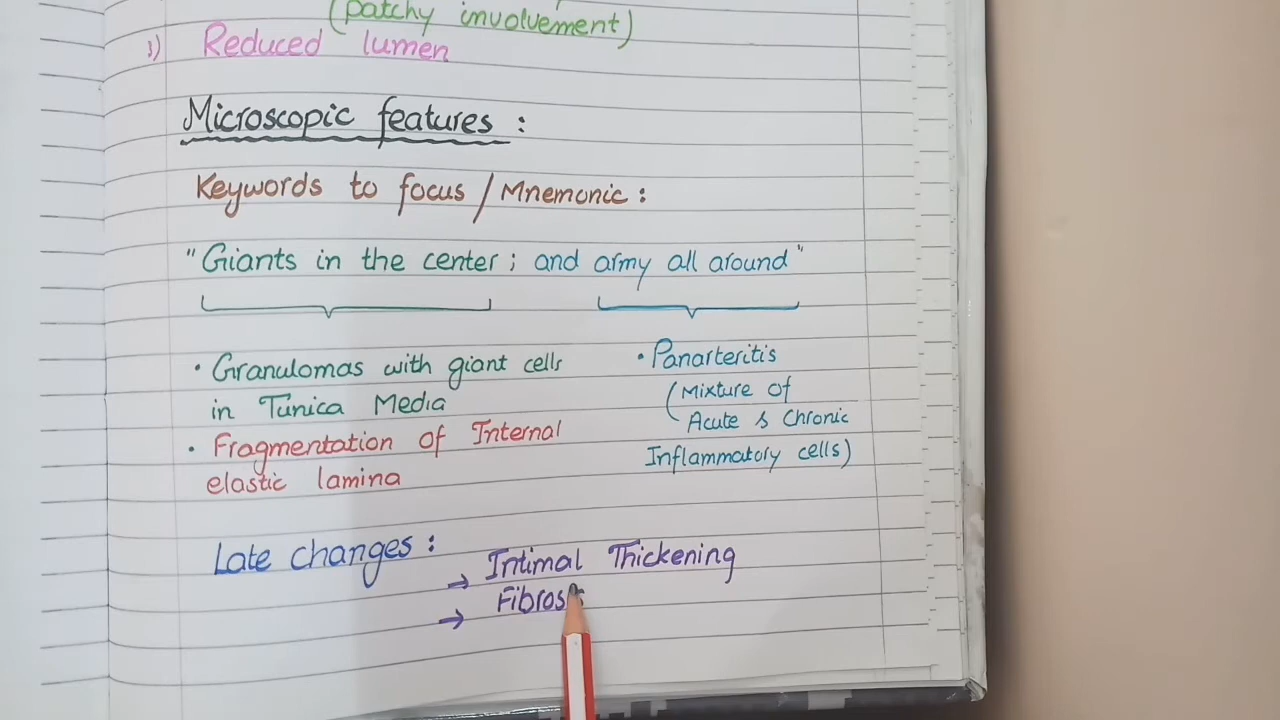 (patchy involvement)
3) Reduced lumen
Microscopic features :
Keywords to focus / Mnemonic :
"Giants in the center ; and army all around"
• Granulomas with giant cells
in Tunica Media
• Fragmentation of Internal
elastic lamina
• Panarteritis
(Mixture of
Acute & Chronic
Inflammatory cells)
Late changes :
→ Intimal Thickening
→